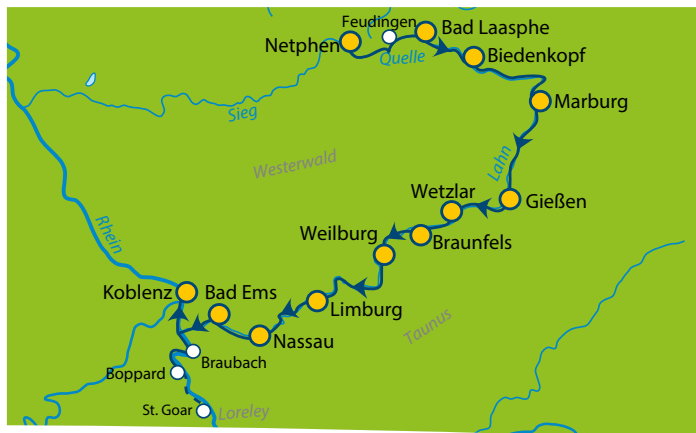 Feudingen
Bad Laasphe
Netphen
Quelle
Biedenkopf
Marburg
Sieg
Westerwald
Lahn
Wetzlar
Gießen
Rhein
Weilburg
Braunfels
Koblenz
Bad Ems
Limburg
Taunus
Nassau
Braubach
Boppard
St. Goar
Loreley